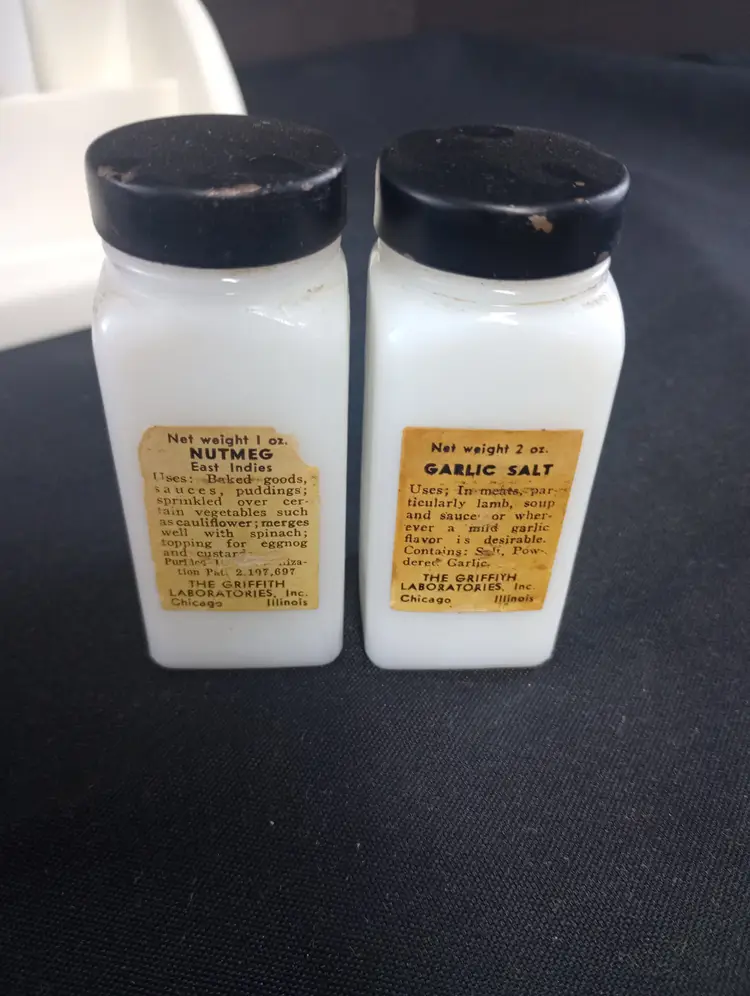 Net weight 1 oz.
NUTMEG
East Indies
Uses: Baked goods,
sauces, puddings;
sprinkled over cer-
tain vegetables such
as cauliflower; merges
well with spinach;
topping for eggnog
and custard
tion Pat. 2,107,697
THE GRIFFITH
LABORATORIES, Inc.
Chicago Illinois
Net weight 2 oz.
GARLIC SALT
Uses; In meats, par-
ticularly lamb, soup
and sauce or wher-
ever a mild garlic
flavor is desirable.
Contains: Salt, Pow-
dered Garlic.
THE GRIFFITH
LABORATORIES, Inc.
Chicago Illinois